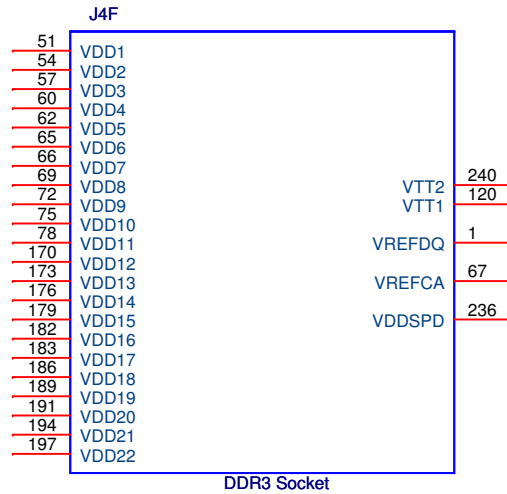 J4F
51 VDD1
54 VDD2
57 VDD3
60 VDD4
62 VDD5
65 VDD6
66 VDD7
69 VDD8 VTT2 240
72 VDD9 VTT1 120
75 VDD10
78 VDD11 VREFDQ 1
170 VDD12
173 VDD13 VREFCA 67
176 VDD14
179 VDD15 VDDSPD 236
182 VDD16
183 VDD17
186 VDD18
189 VDD19
191 VDD20
194 VDD21
197 VDD22
DDR3 Socket